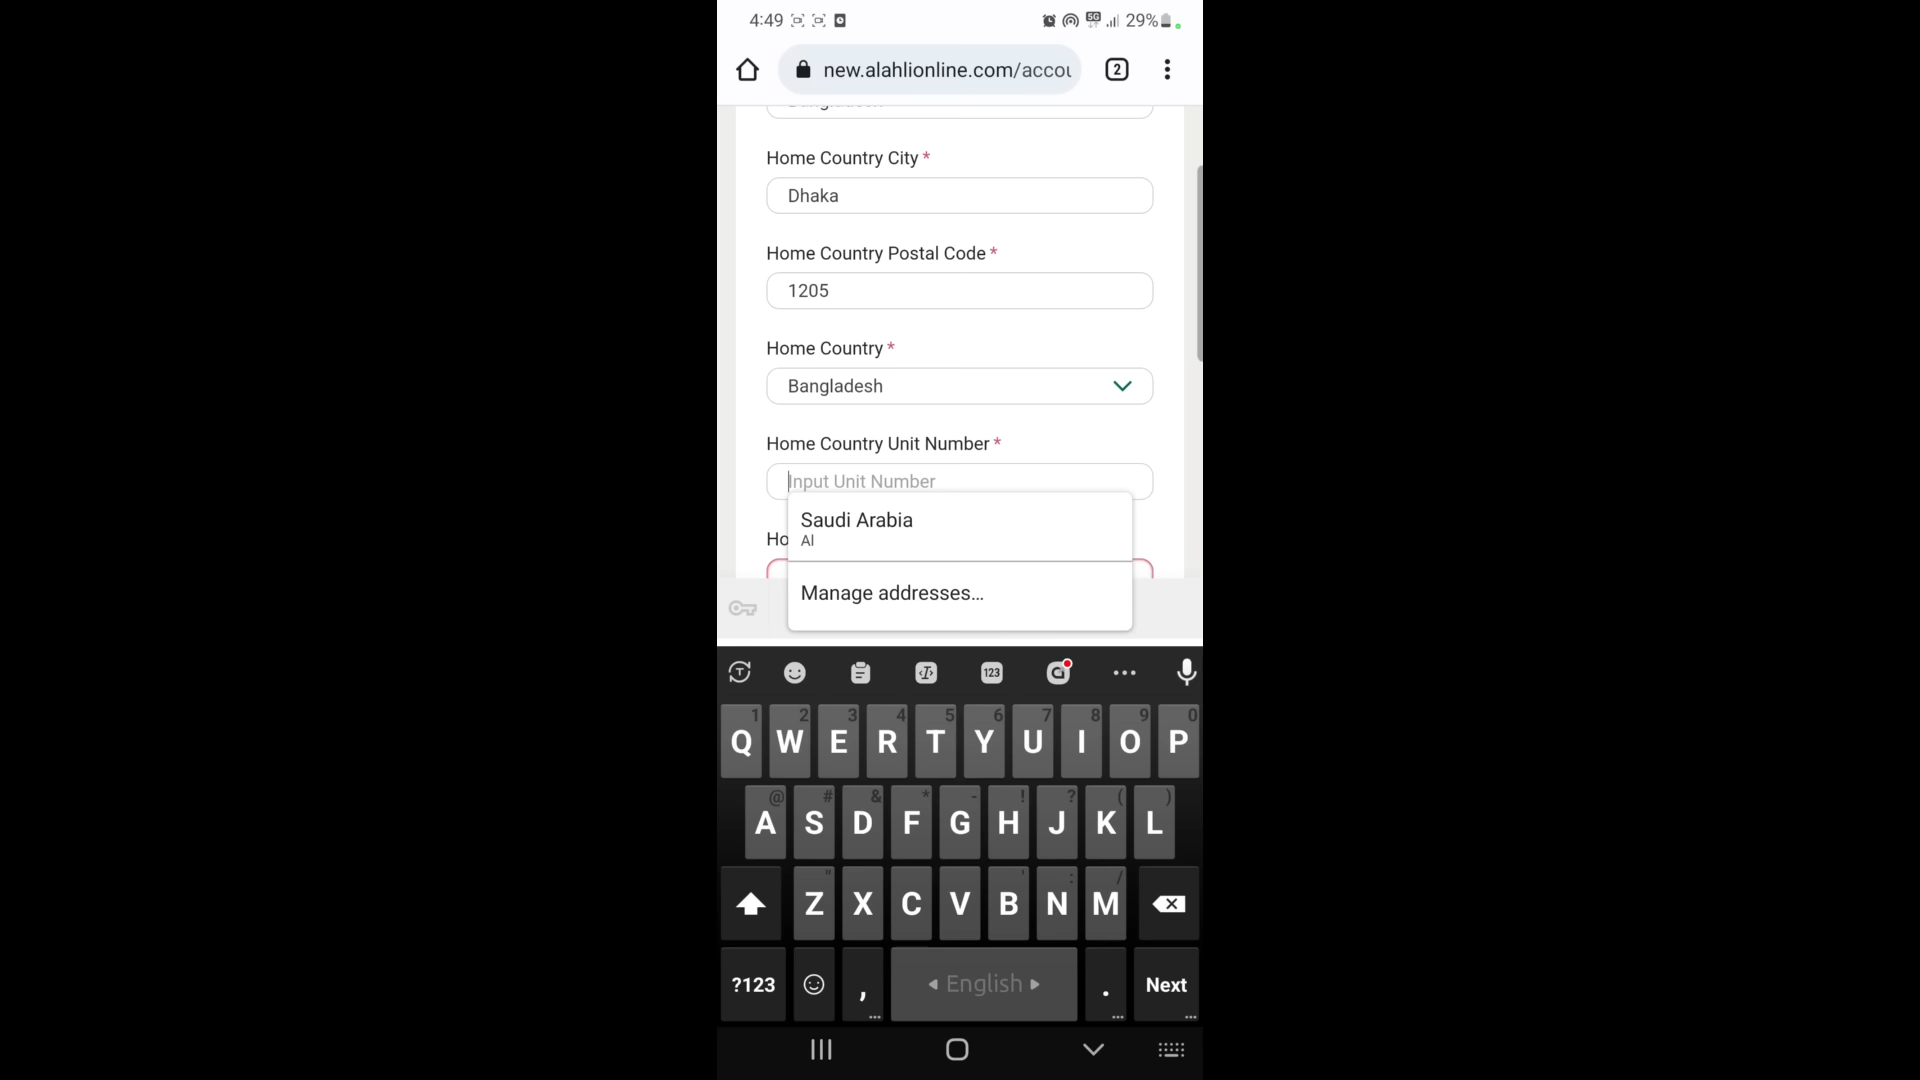 4:49
5G
29%
new.alahlionline.com/accou
2
Home Country City *
Dhaka
Home Country Postal Code *
1205
Home Country *
Bangladesh
Home Country Unit Number *
Input Unit Number
Saudi Arabia
Al
Ho
Manage addresses...
T
123
1 2 3 4 5 6 7 8 9 0
Q W E R T Y U I O P
@ # & * - ! ? ( )
A S D F G H J K L
" ' : /
Z X C V B N M
?123 , English . Next